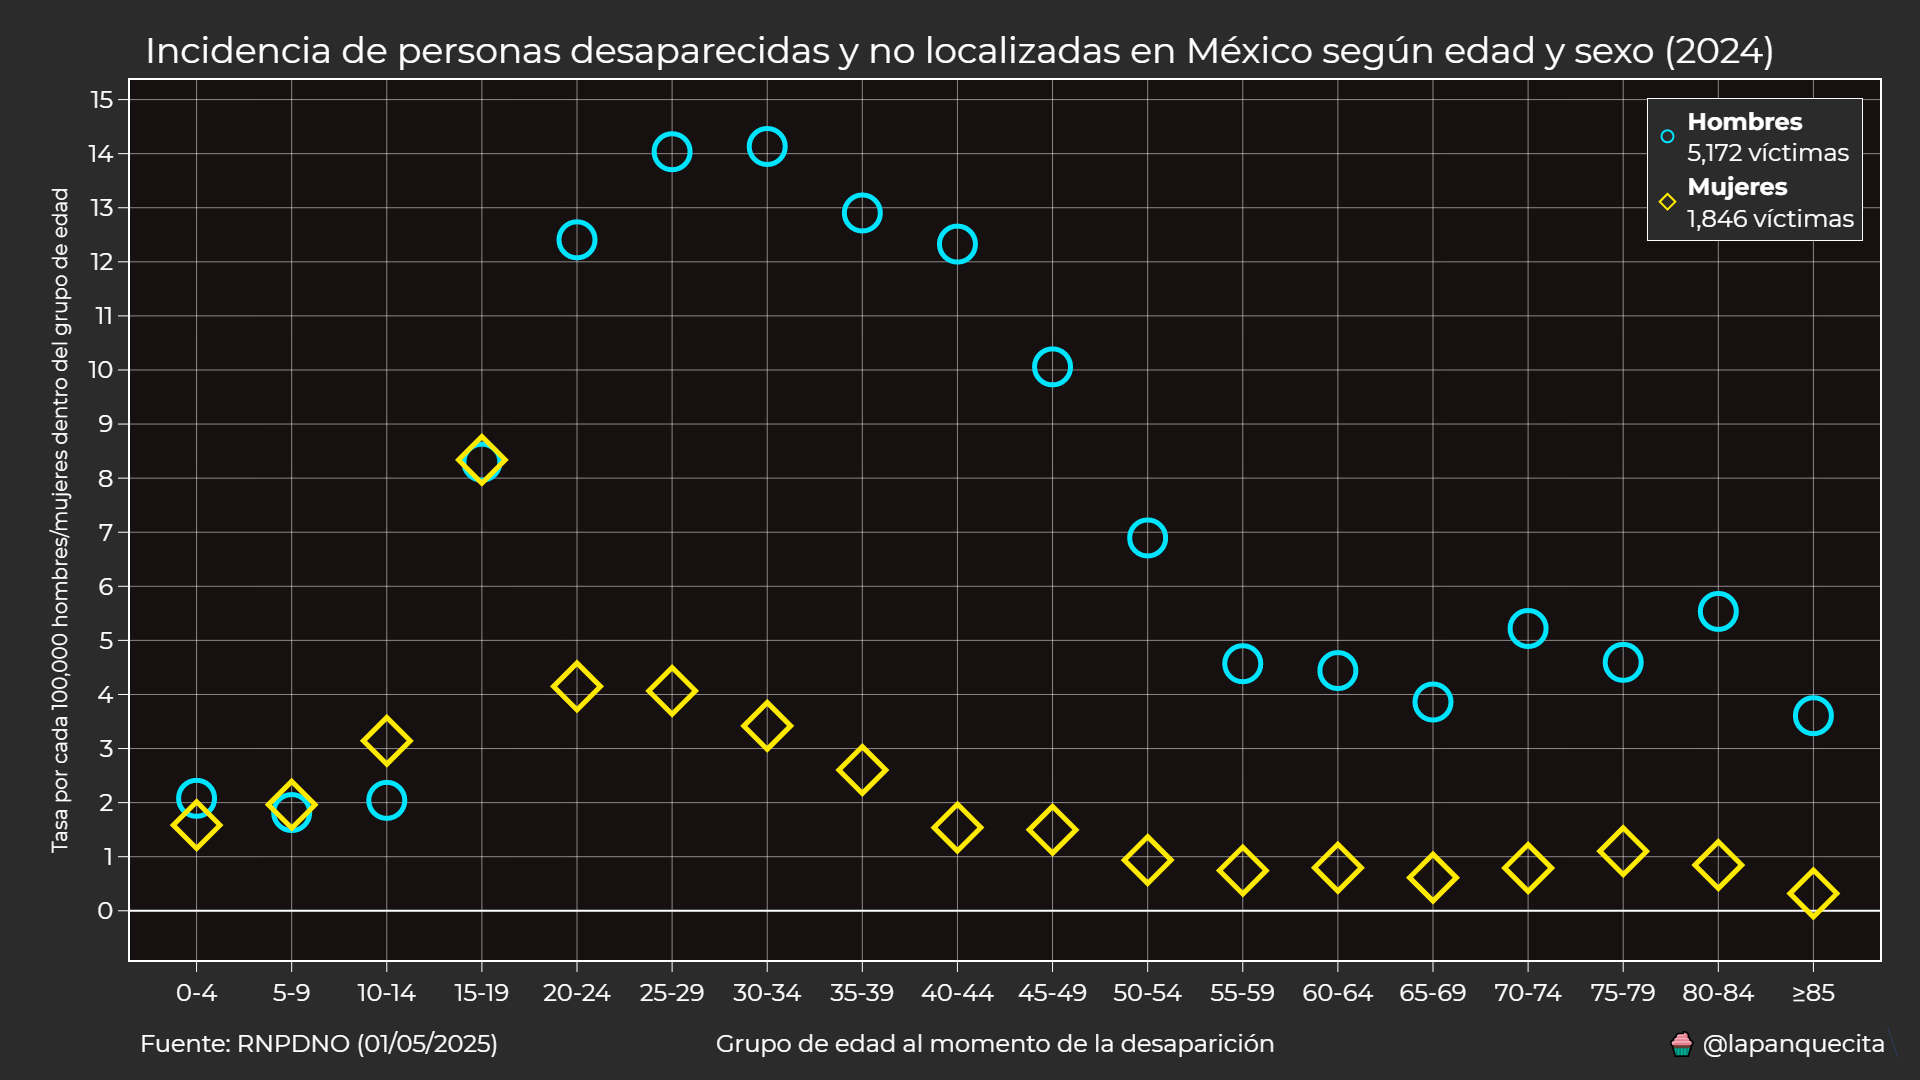 Incidencia de personas desaparecidas y no localizadas en México según edad y sexo (2024)
Hombres
5,172 víctimas
Mujeres
1,846 víctimas
Tasa por cada 100,000 hombres/mujeres dentro del grupo de edad
15
14
13
12
11
10
9
8
7
6
5
4
3
2
1
0
0-4 5-9 10-14 15-19 20-24 25-29 30-34 35-39 40-44 45-49 50-54 55-59 60-64 65-69 70-74 75-79 80-84 ≥85
Fuente: RNPDNO (01/05/2025) Grupo de edad al momento de la desaparición @lapanquecita